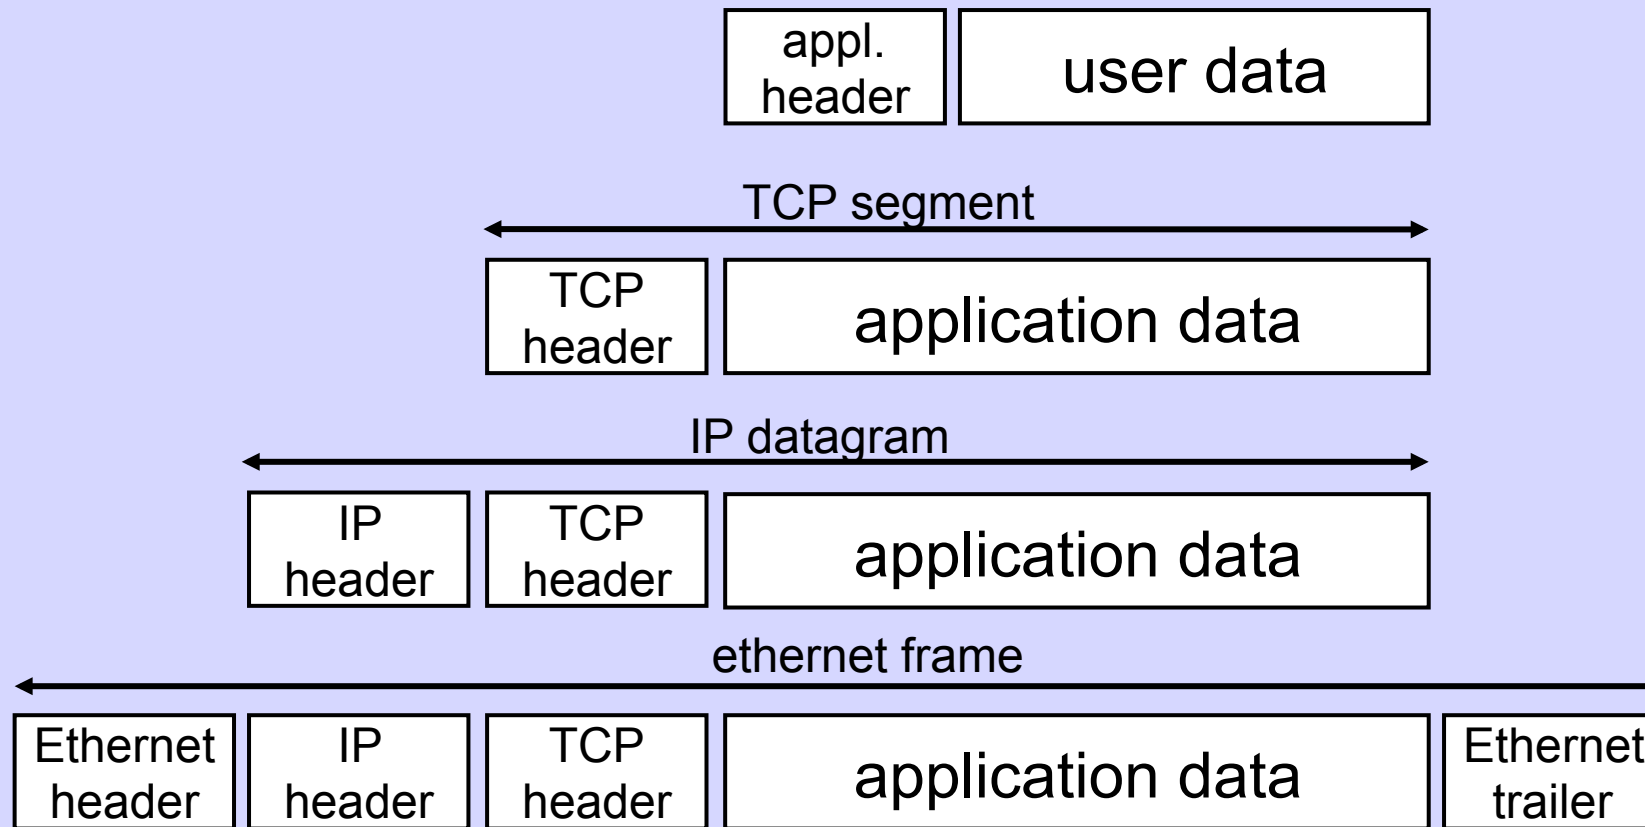 appl.
header
user data
TCP segment
TCP
header
application data
IP datagram
IP
header
TCP
header
application data
ethernet frame
Ethernet
header
IP
header
TCP
header
application data
Ethernet
trailer